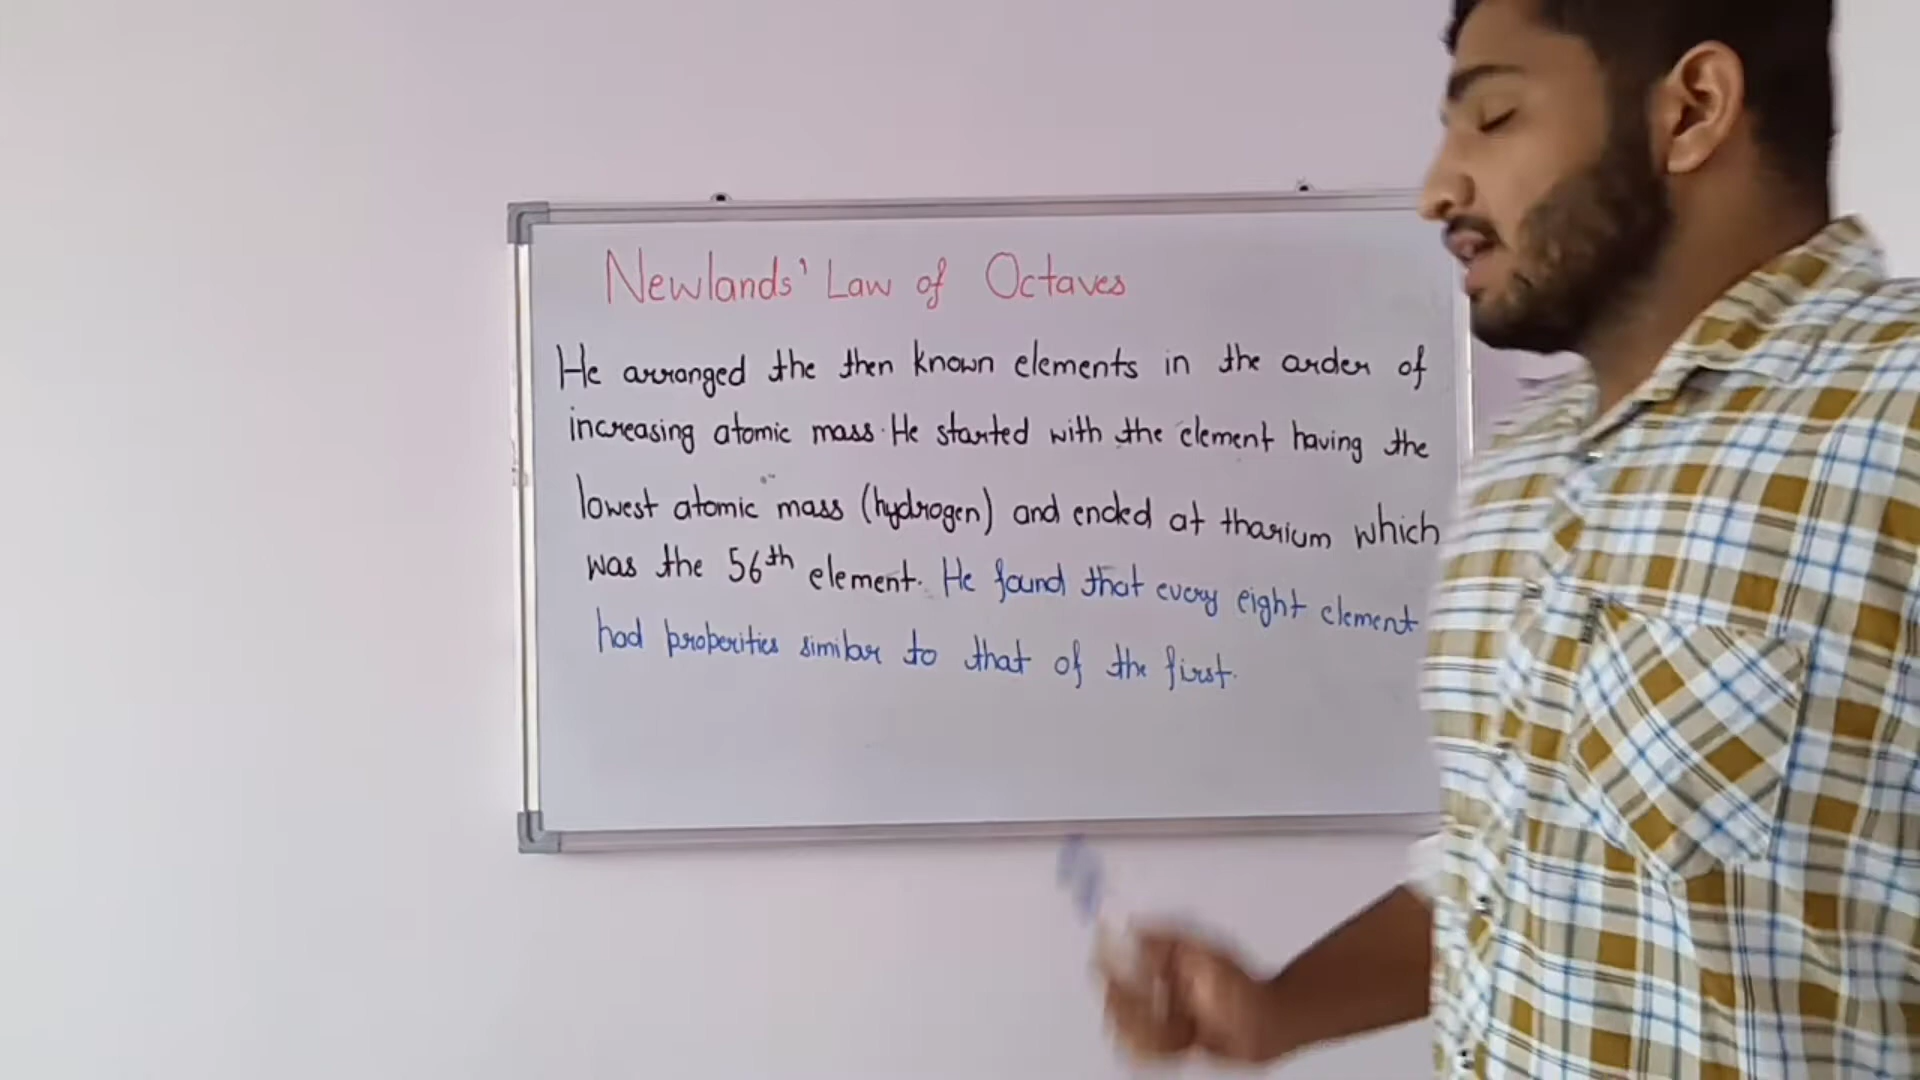 Newlands' Law of Octaves
He arranged the then known elements in the order of
increasing atomic mass. He started with the element having the
lowest atomic mass (hydrogen) and ended at thorium which
was the 56th element. He found that every eight element
had properities similar to that of the first.